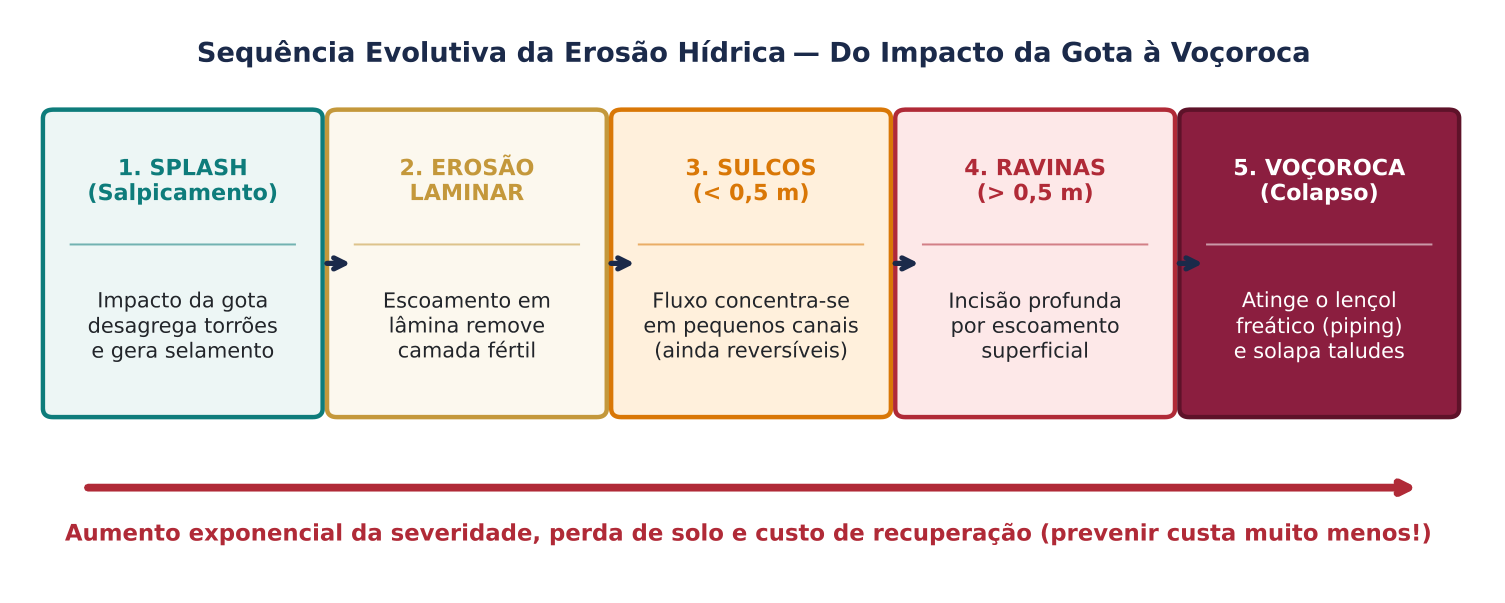 Sequência Evolutiva da Erosão Hídrica — Do Impacto da Gota à Voçoroca
1. SPLASH
(Salpicamento)
Impacto da gota
desagrega torrões
e gera selamento
2. EROSÃO
LAMINAR
Escoamento em
lâmina remove
camada fértil
3. SULCOS
(< 0,5 m)
Fluxo concentra-se
em pequenos canais
(ainda reversíveis)
4. RAVINAS
(> 0,5 m)
Incisão profunda
por escoamento
superficial
5. VOÇOROCA
(Colapso)
Atinge o lençol
freático (piping)
e solapa taludes
Aumento exponencial da severidade, perda de solo e custo de recuperação (prevenir custa muito menos!)